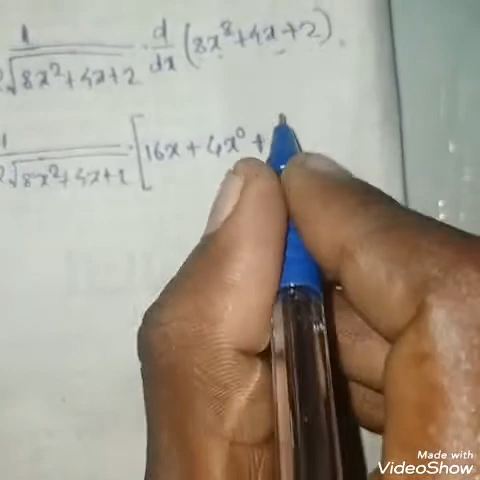 1/2√8x²+4x+2 · d/dx (8x²+4x+2).
1/2√8x²+4x+2 · [16x + 4x⁰ +
Made with
VideoShow